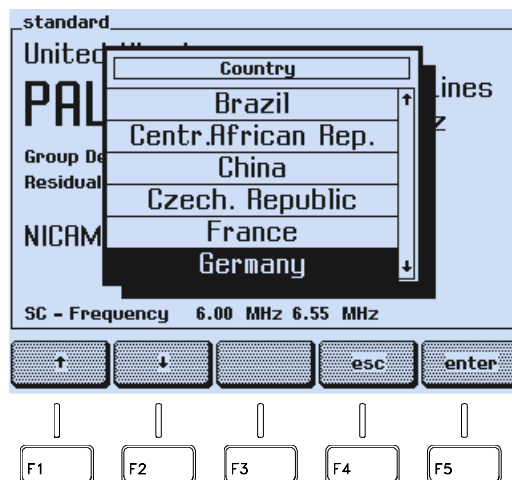 standard
United
Country
PAL
Brazil
↑
ines
Centr.African Rep.
z
Group De
China
Residual
Czech. Republic
NICAM
France
Germany
↓
SC - Frequency 6.00 MHz 6.55 MHz
↑ ↓ esc enter
F1 F2 F3 F4 F5